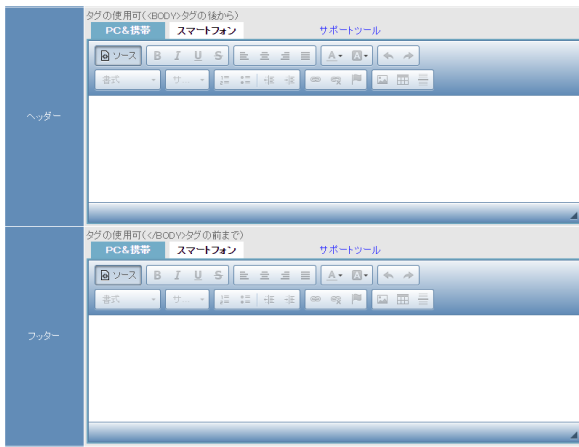 タグの使用可(<BODY>タグの後から)
PC&携帯 スマートフォン サポートツール
ソース B I U S A A
書式 サ...
ヘッダー
タグの使用可(</BODY>タグの前まで)
PC&携帯 スマートフォン サポートツール
ソース B I U S A A
書式 サ...
フッター